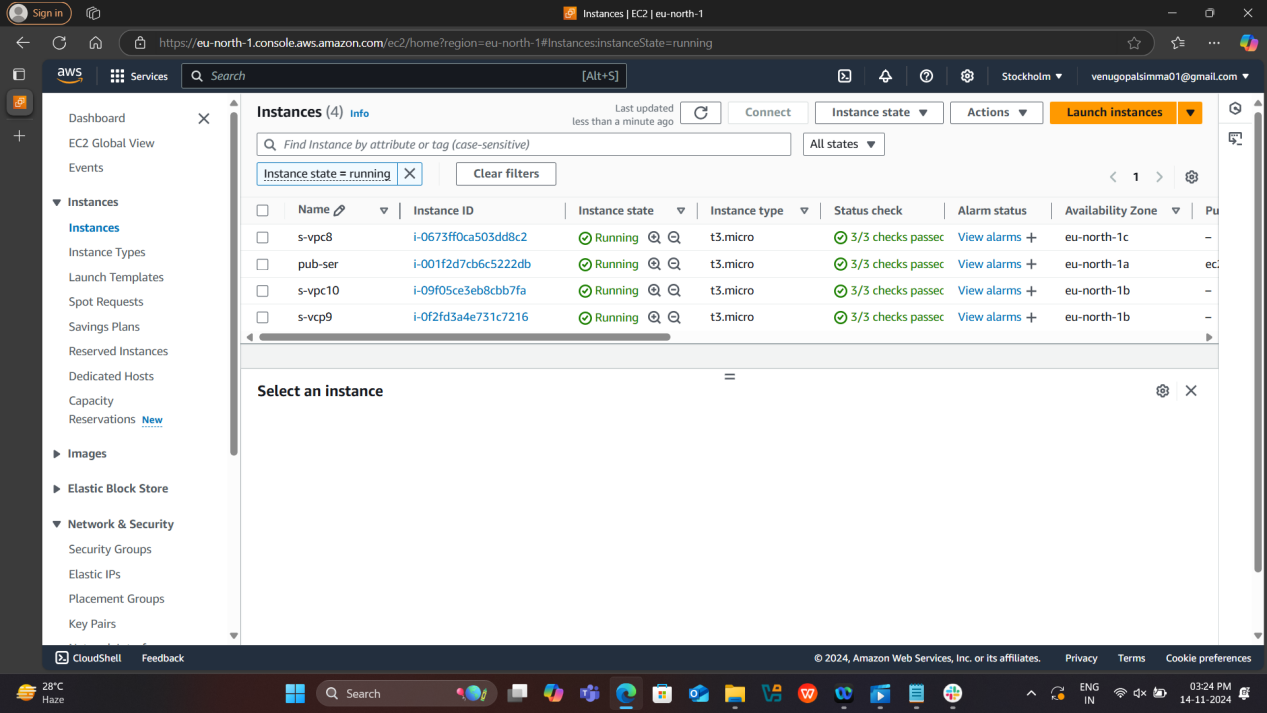 Sign in
Instances | EC2 | eu-north-1
https://eu-north-1.console.aws.amazon.com/ec2/home?region=eu-north-1#Instances:instanceState=running
aws Services Search [Alt+S] Stockholm venugopalsimma01@gmail.com
Dashboard
EC2 Global View
Events
Instances
Instances
Instance Types
Launch Templates
Spot Requests
Savings Plans
Reserved Instances
Dedicated Hosts
Capacity
Reservations New
Images
Elastic Block Store
Network & Security
Security Groups
Elastic IPs
Placement Groups
Key Pairs
Instances (4) Info
Last updated
less than a minute ago
Connect Instance state Actions Launch instances
Find Instance by attribute or tag (case-sensitive) All states
Instance state = running Clear filters
1
Name Instance ID Instance state Instance type Status check Alarm status Availability Zone Pu
s-vpc8 i-0673ff0ca503dd8c2 Running t3.micro 3/3 checks passed View alarms + eu-north-1c –
pub-ser i-001f2d7cb6c5222db Running t3.micro 3/3 checks passed View alarms + eu-north-1a ec2
s-vpc10 i-09f05ce3eb8cbb7fa Running t3.micro 3/3 checks passed View alarms + eu-north-1b –
s-vcp9 i-0f2fd3a4e731c7216 Running t3.micro 3/3 checks passed View alarms + eu-north-1b –
Select an instance
CloudShell Feedback © 2024, Amazon Web Services, Inc. or its affiliates. Privacy Terms Cookie preferences
28°C
Haze
Search
ENG
IN
03:24 PM
14-11-2024